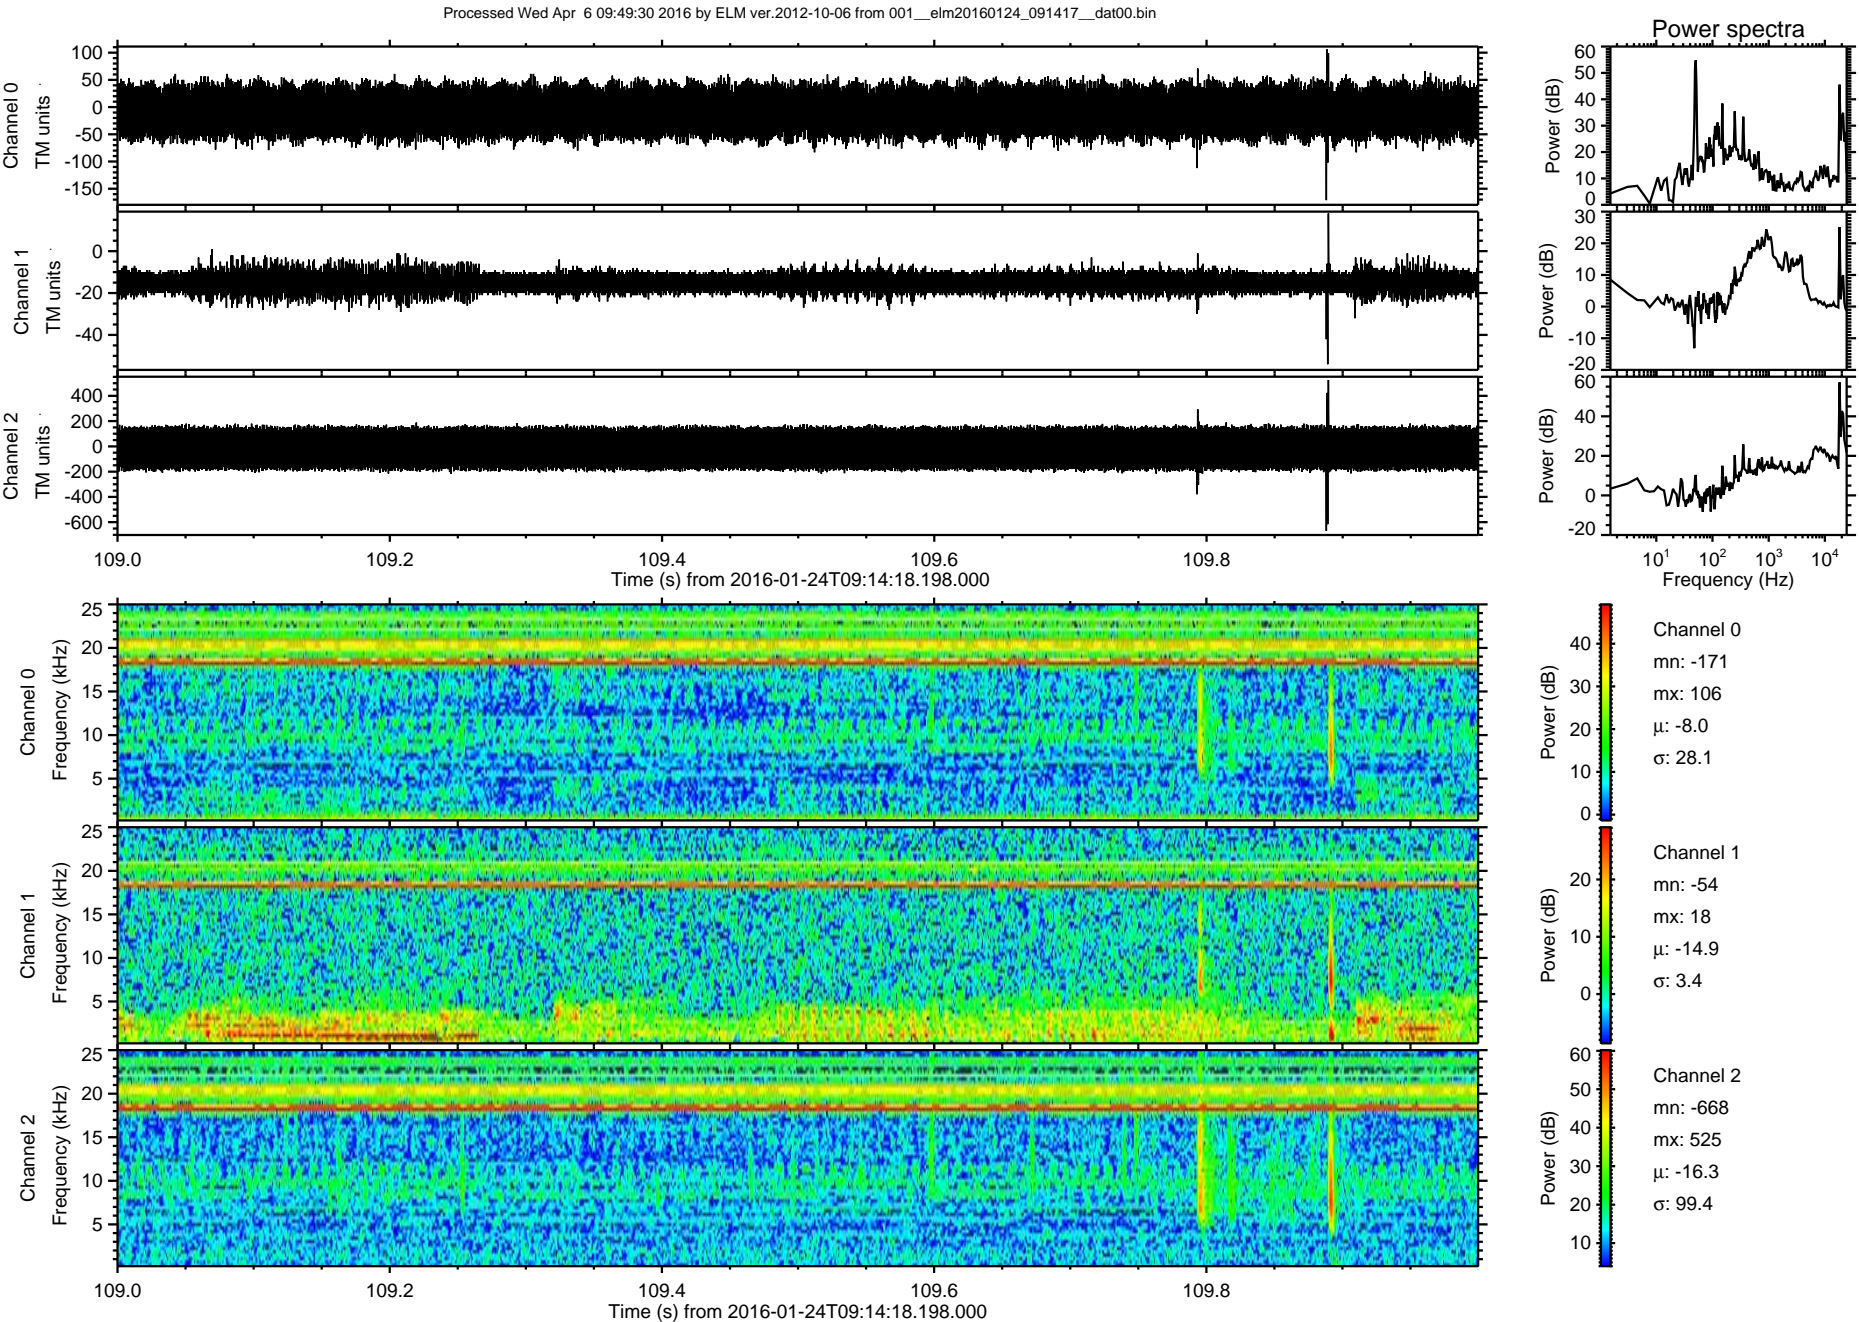 Processed Wed Apr  6 09:49:30 2016 by ELM ver.2012-10-06 from 001__elm20160124_091417__dat00.bin
Power spectra
Channel 0
TM units
100
50
0
-50
-100
-150
Power (dB)
60
50
40
30
20
10
0
Channel 1
TM units
0
-20
-40
Power (dB)
30
20
10
0
-10
-20
Channel 2
TM units
400
200
0
-200
-400
-600
Power (dB)
60
40
20
0
-20
109.0 109.2 109.4 109.6 109.8
Time (s) from 2016-01-24T09:14:18.198.000
10¹ 10² 10³ 10⁴
Frequency (Hz)
Channel 0
Frequency (kHz)
25
20
15
10
5
Power (dB)
40
30
20
10
0
Channel 0
mn: -171
mx: 106
μ: -8.0
σ: 28.1
Channel 1
Frequency (kHz)
25
20
15
10
5
Power (dB)
20
10
0
Channel 1
mn: -54
mx: 18
μ: -14.9
σ: 3.4
Channel 2
Frequency (kHz)
25
20
15
10
5
Power (dB)
60
50
40
30
20
10
Channel 2
mn: -668
mx: 525
μ: -16.3
σ: 99.4
109.0 109.2 109.4 109.6 109.8
Time (s) from 2016-01-24T09:14:18.198.000